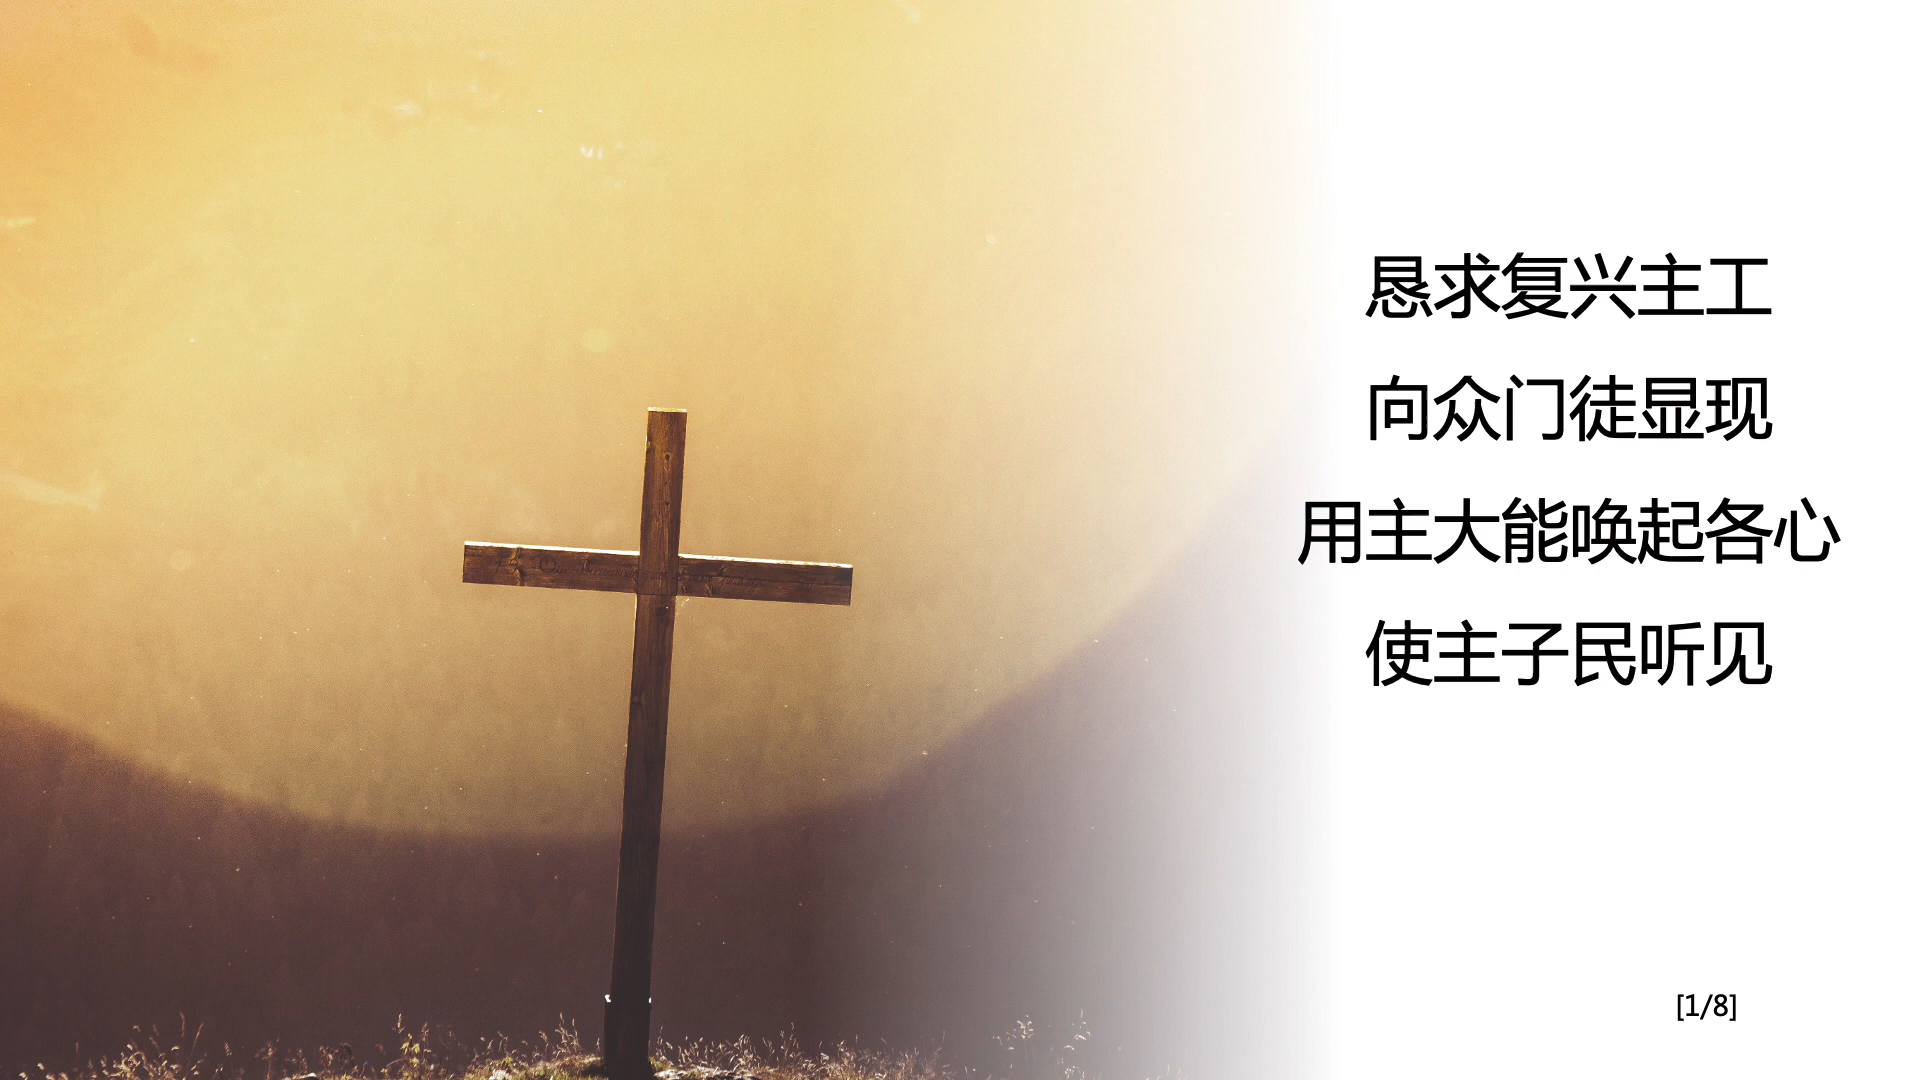 恳求复兴主工
向众门徒显现
用主大能唤起各心
使主子民听见
[1/8]